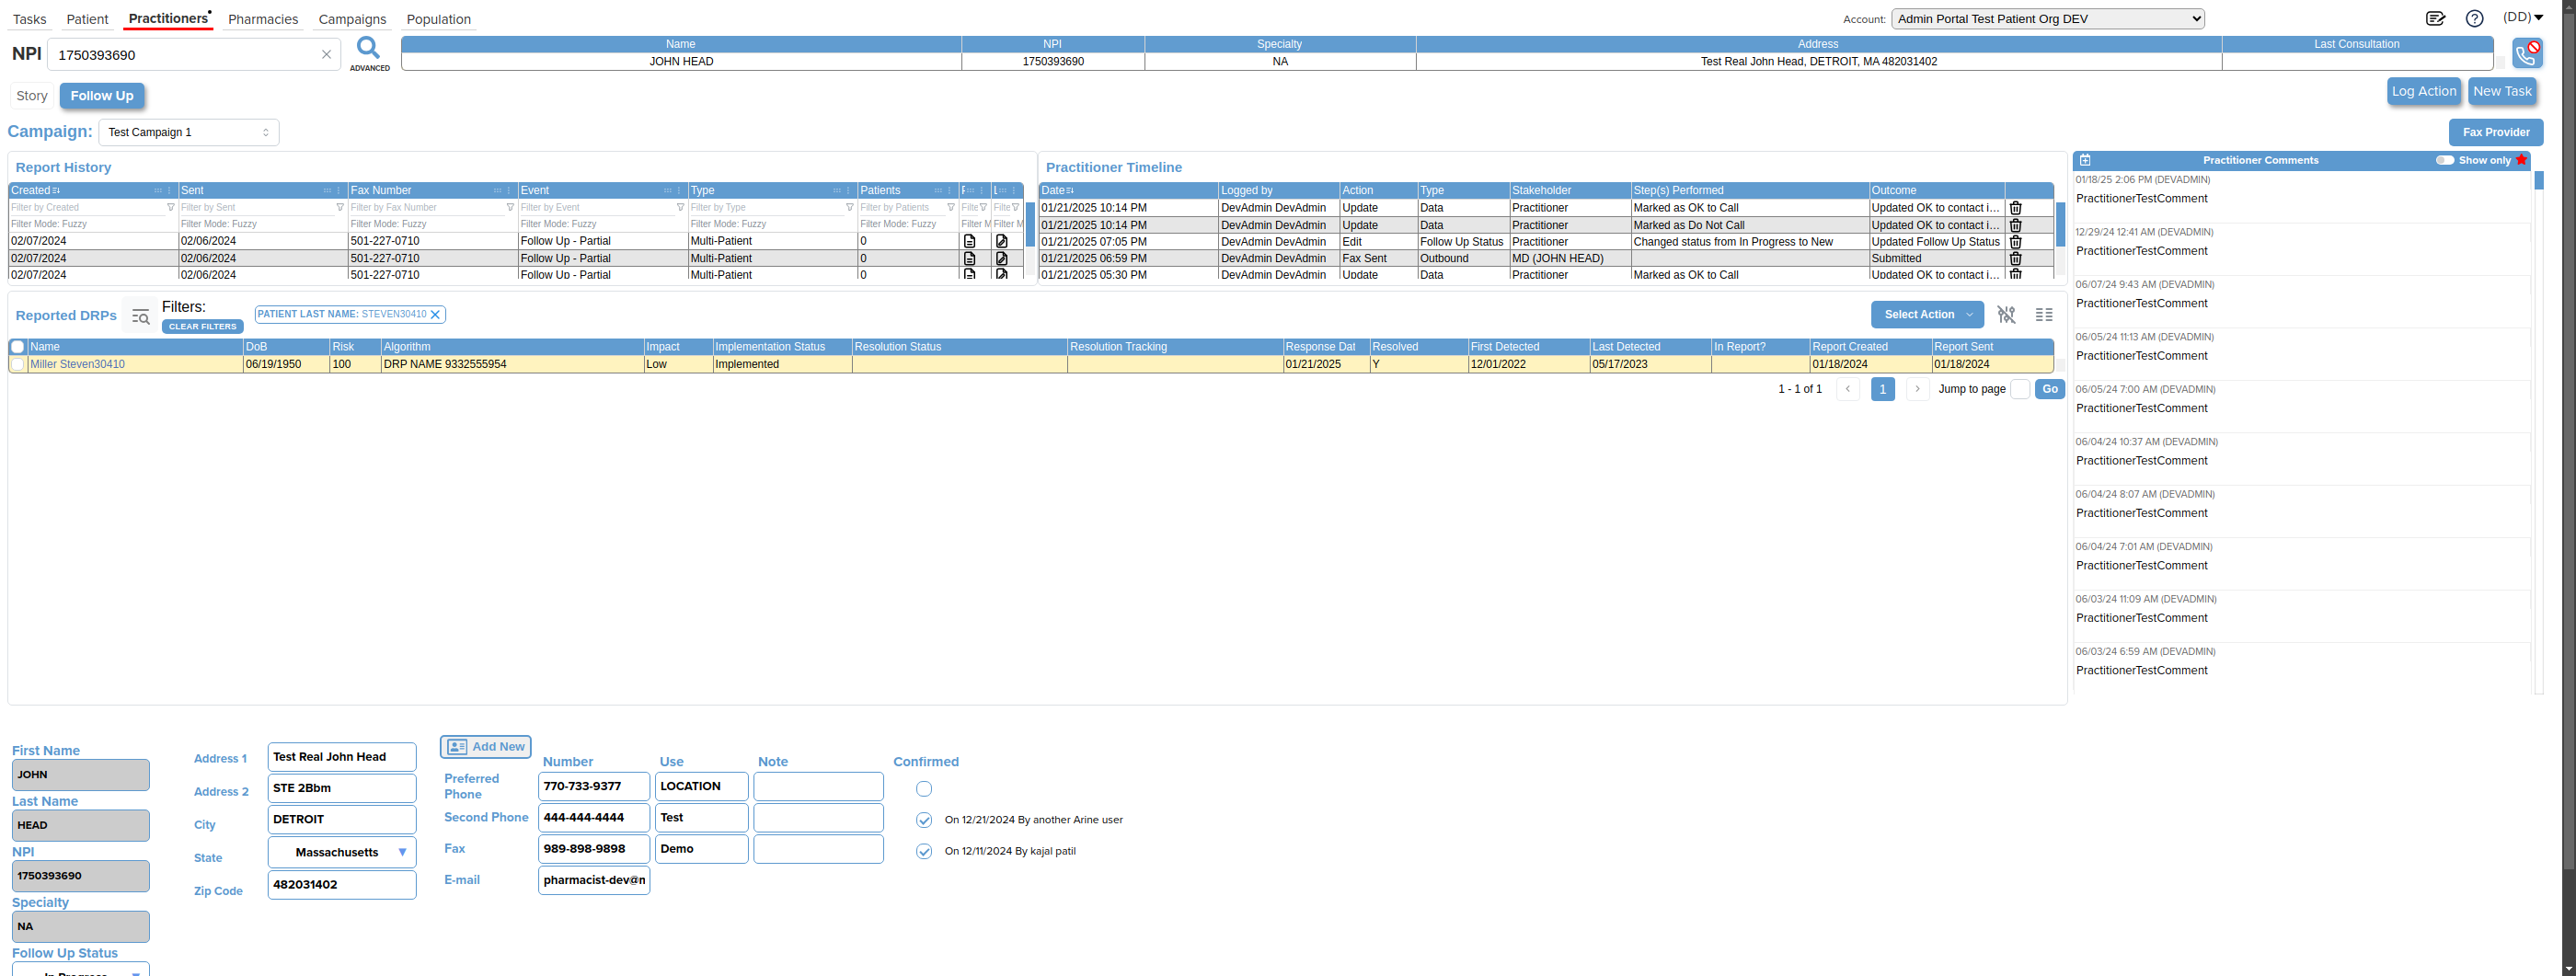 Tasks Patient Practitioners Pharmacies Campaigns Population Account: Admin Portal Test Patient Org DEV (DD)
NPI 1750393690 ADVANCED
Name NPI Specialty Address Last Consultation
JOHN HEAD 1750393690 NA Test Real John Head, DETROIT, MA 482031402
Story Follow Up Log Action New Task
Campaign: Test Campaign 1 Fax Provider
Report History
Created Sent Fax Number Event Type Patients
Filter by Created Filter by Sent Filter by Fax Number Filter by Event Filter by Type Filter by Patients Filte Filte
Filter Mode: Fuzzy Filter Mode: Fuzzy Filter Mode: Fuzzy Filter Mode: Fuzzy Filter Mode: Fuzzy Filter Mode: Fuzzy Filter M Filter M
02/07/2024 02/06/2024 501-227-0710 Follow Up - Partial Multi-Patient 0
02/07/2024 02/06/2024 501-227-0710 Follow Up - Partial Multi-Patient 0
02/07/2024 02/06/2024 501-227-0710 Follow Up - Partial Multi-Patient 0
Practitioner Timeline
Date Logged by Action Type Stakeholder Step(s) Performed Outcome
01/21/2025 10:14 PM DevAdmin DevAdmin Update Data Practitioner Marked as OK to Call Updated OK to contact i...
01/21/2025 10:14 PM DevAdmin DevAdmin Update Data Practitioner Marked as Do Not Call Updated OK to contact i...
01/21/2025 07:05 PM DevAdmin DevAdmin Edit Follow Up Status Practitioner Changed status from In Progress to New Updated Follow Up Status
01/21/2025 06:59 PM DevAdmin DevAdmin Fax Sent Outbound MD (JOHN HEAD) Submitted
01/21/2025 05:30 PM DevAdmin DevAdmin Update Data Practitioner Marked as OK to Call Updated OK to contact i...
Practitioner Comments Show only
01/18/25 2:06 PM (DEVADMIN)
PractitionerTestComment
12/29/24 12:41 AM (DEVADMIN)
PractitionerTestComment
06/07/24 9:43 AM (DEVADMIN)
PractitionerTestComment
06/05/24 11:13 AM (DEVADMIN)
PractitionerTestComment
06/05/24 7:00 AM (DEVADMIN)
PractitionerTestComment
06/04/24 10:37 AM (DEVADMIN)
PractitionerTestComment
06/04/24 8:07 AM (DEVADMIN)
PractitionerTestComment
06/04/24 7:01 AM (DEVADMIN)
PractitionerTestComment
06/03/24 11:09 AM (DEVADMIN)
PractitionerTestComment
06/03/24 6:59 AM (DEVADMIN)
PractitionerTestComment
Reported DRPs Filters: CLEAR FILTERS PATIENT LAST NAME: STEVEN30410 Select Action
Name DoB Risk Algorithm Impact Implementation Status Resolution Status Resolution Tracking Response Dat Resolved First Detected Last Detected In Report? Report Created Report Sent
Miller Steven30410 06/19/1950 100 DRP NAME 9332555954 Low Implemented 01/21/2025 Y 12/01/2022 05/17/2023 01/18/2024 01/18/2024
1 - 1 of 1 1 Jump to page Go
First Name
JOHN
Last Name
HEAD
NPI
1750393690
Specialty
NA
Follow Up Status
In Progress
Address 1 Test Real John Head
Address 2 STE 2Bbm
City DETROIT
State Massachusetts
Zip Code 482031402
Add New
Number Use Note Confirmed
Preferred Phone 770-733-9377 LOCATION
Second Phone 444-444-4444 Test On 12/21/2024 By another Arine user
Fax 989-898-9898 Demo On 12/11/2024 By kajal patil
E-mail pharmacist-dev@n